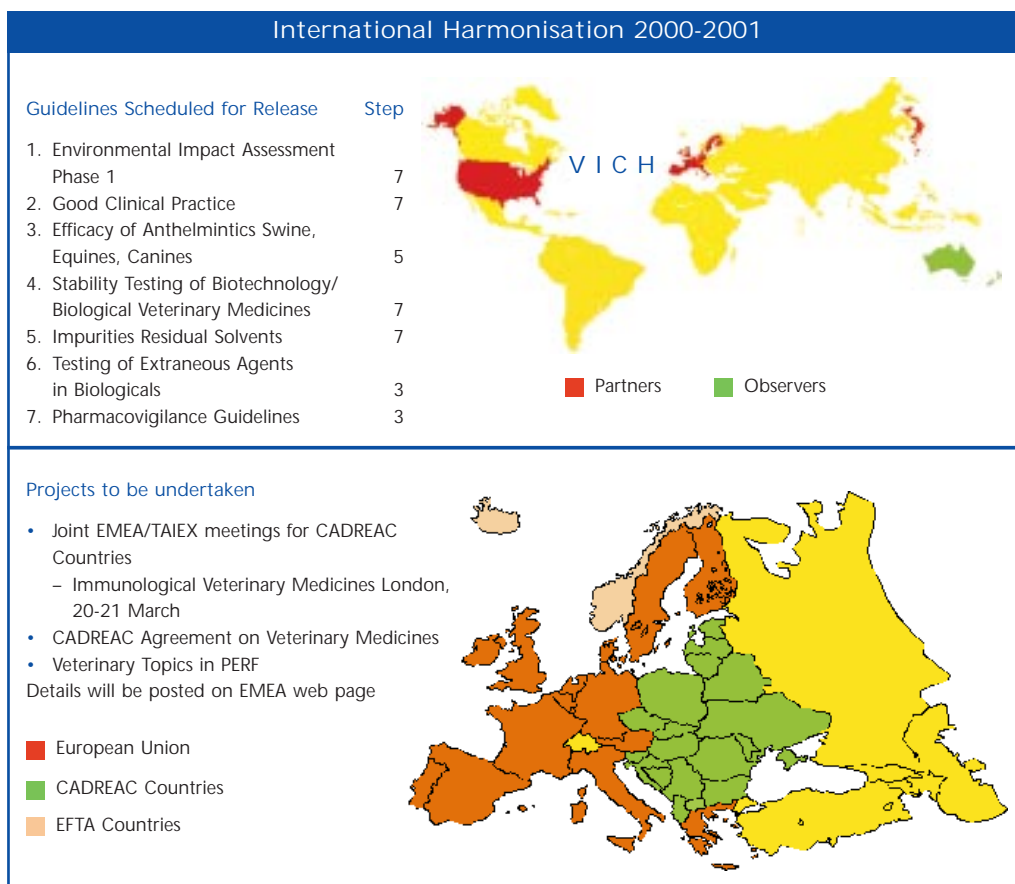 International Harmonisation 2000-2001
Guidelines Scheduled for Release Step
1. Environmental Impact Assessment
Phase 1 7
2. Good Clinical Practice 7
3. Efficacy of Anthelmintics Swine,
Equines, Canines 5
4. Stability Testing of Biotechnology/
Biological Veterinary Medicines 7
5. Impurities Residual Solvents 7
6. Testing of Extraneous Agents
in Biologicals 3
7. Pharmacovigilance Guidelines 3
VICH
Partners Observers
Projects to be undertaken
• Joint EMEA/TAIEX meetings for CADREAC
Countries
– Immunological Veterinary Medicines London,
20-21 March
• CADREAC Agreement on Veterinary Medicines
• Veterinary Topics in PERF
Details will be posted on EMEA web page
European Union
CADREAC Countries
EFTA Countries